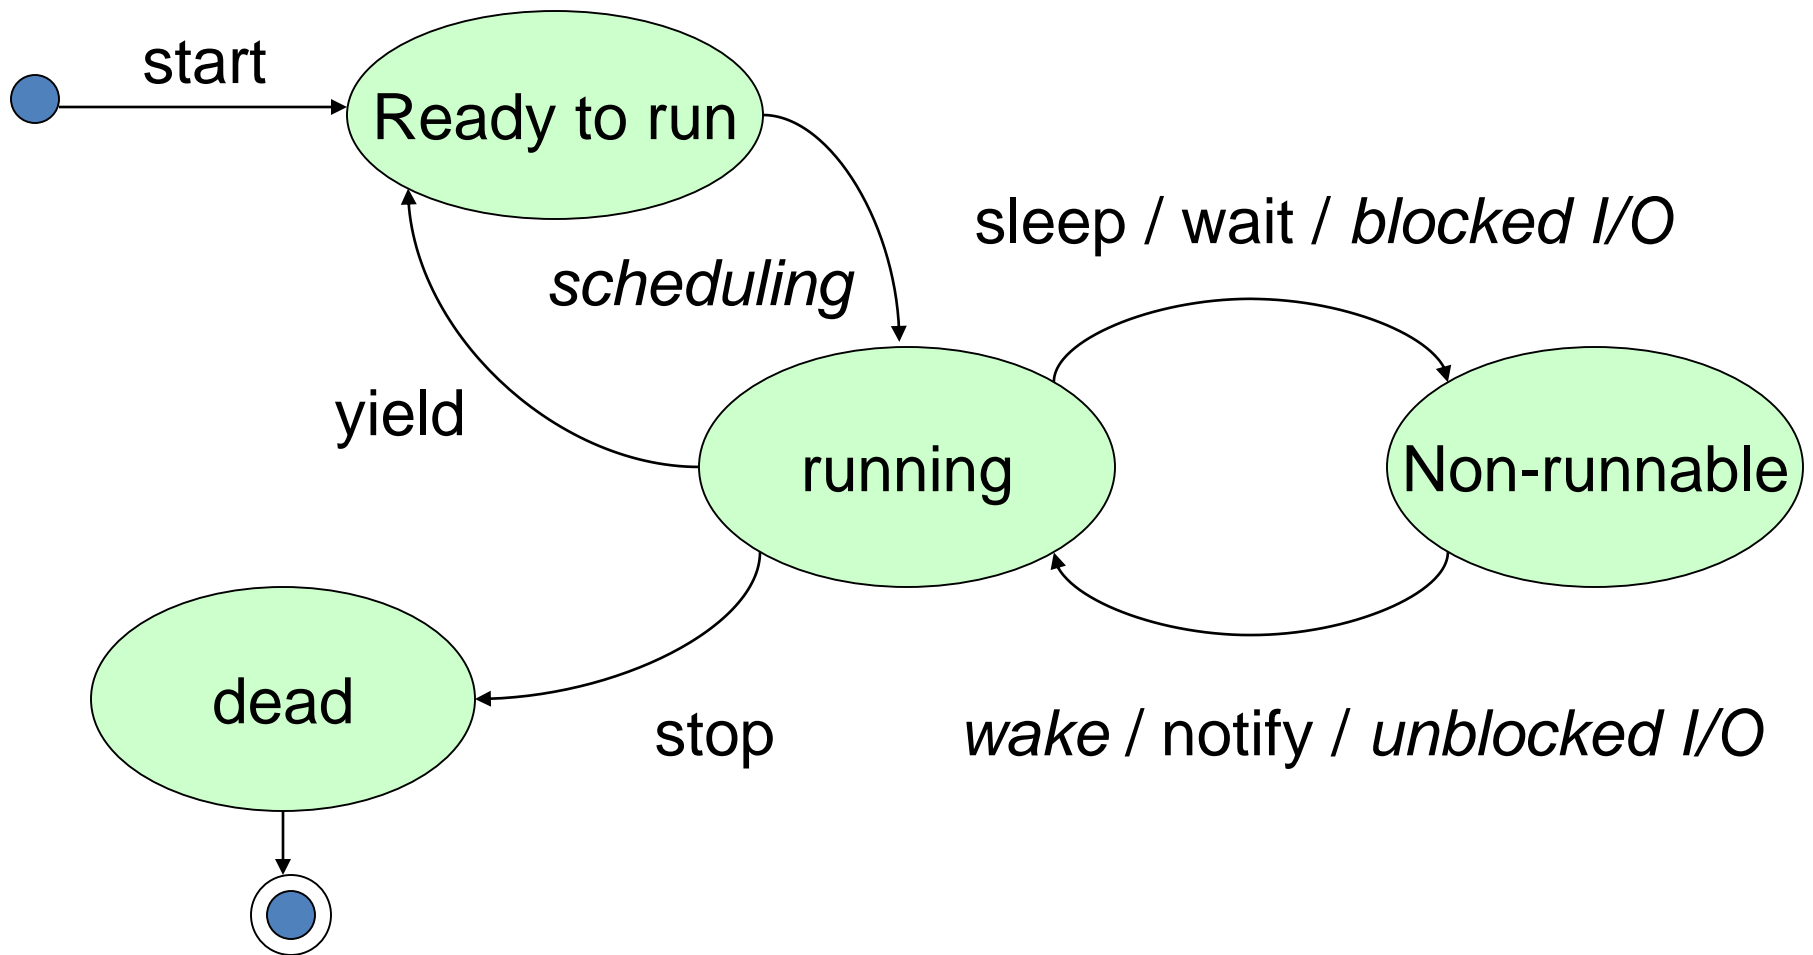 start
Ready to run
sleep / wait / blocked I/O
scheduling
yield
running
Non-runnable
dead
stop
wake / notify / unblocked I/O